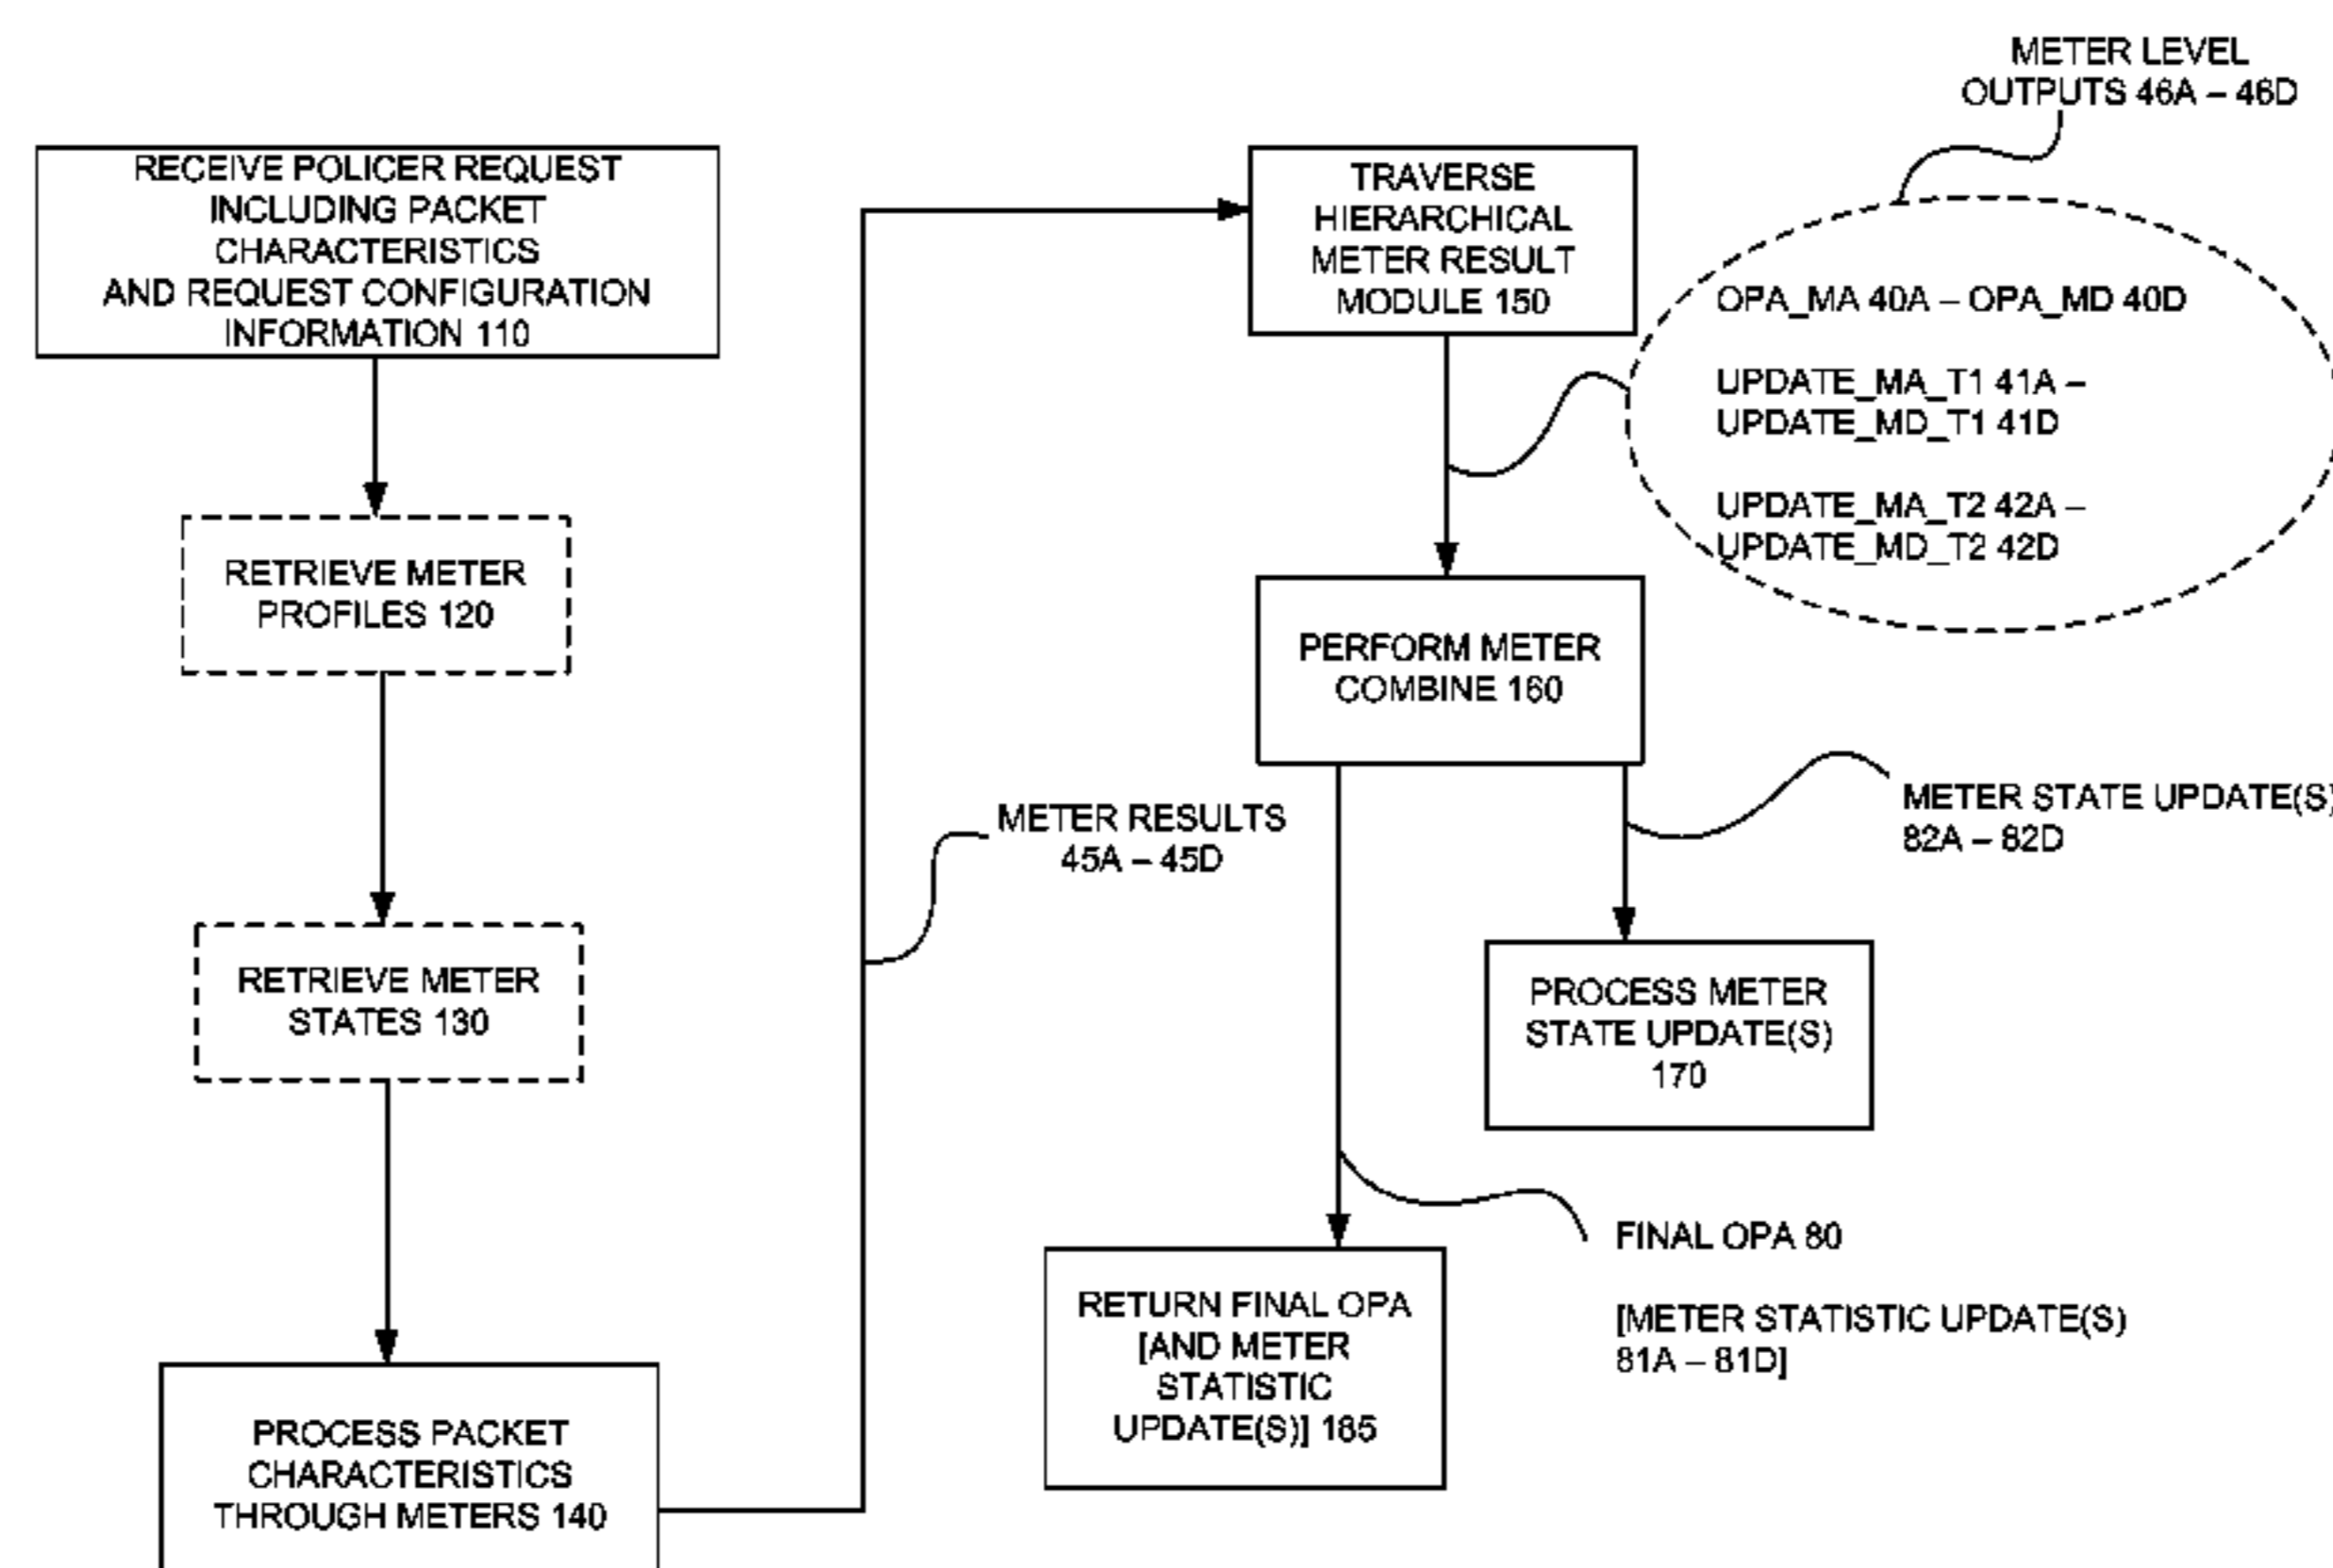 METER LEVEL
OUTPUTS 46A – 46D
RECEIVE POLICER REQUEST
INCLUDING PACKET
CHARACTERISTICS
AND REQUEST CONFIGURATION
INFORMATION 110
TRAVERSE
HIERARCHICAL
METER RESULT
MODULE 150
OPA_MA 40A – OPA_MD 40D
UPDATE_MA_T1 41A –
UPDATE_MD_T1 41D
UPDATE_MA_T2 42A –
UPDATE_MD_T2 42D
RETRIEVE METER
PROFILES 120
PERFORM METER
COMBINE 160
METER RESULTS
45A – 45D
METER STATE UPDATE(S)
82A – 82D
RETRIEVE METER
STATES 130
PROCESS METER
STATE UPDATE(S)
170
FINAL OPA 80
[METER STATISTIC UPDATE(S)
81A – 81D]
RETURN FINAL OPA
[AND METER
STATISTIC
UPDATE(S)] 185
PROCESS PACKET
CHARACTERISTICS
THROUGH METERS 140